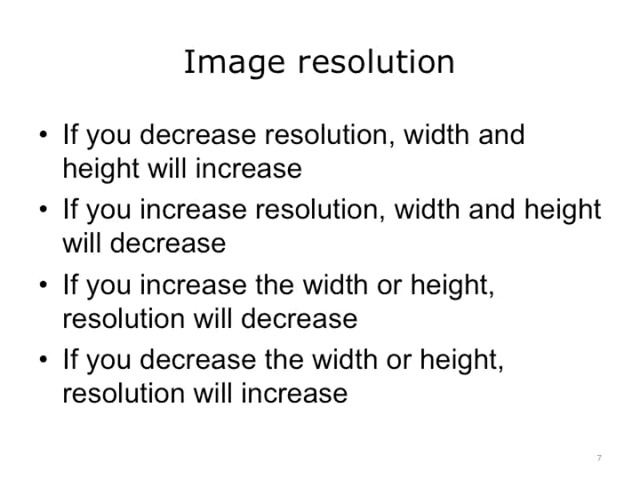 Image resolution
• If you decrease resolution, width and
height will increase
• If you increase resolution, width and height
will decrease
• If you increase the width or height,
resolution will decrease
• If you decrease the width or height,
resolution will increase
7